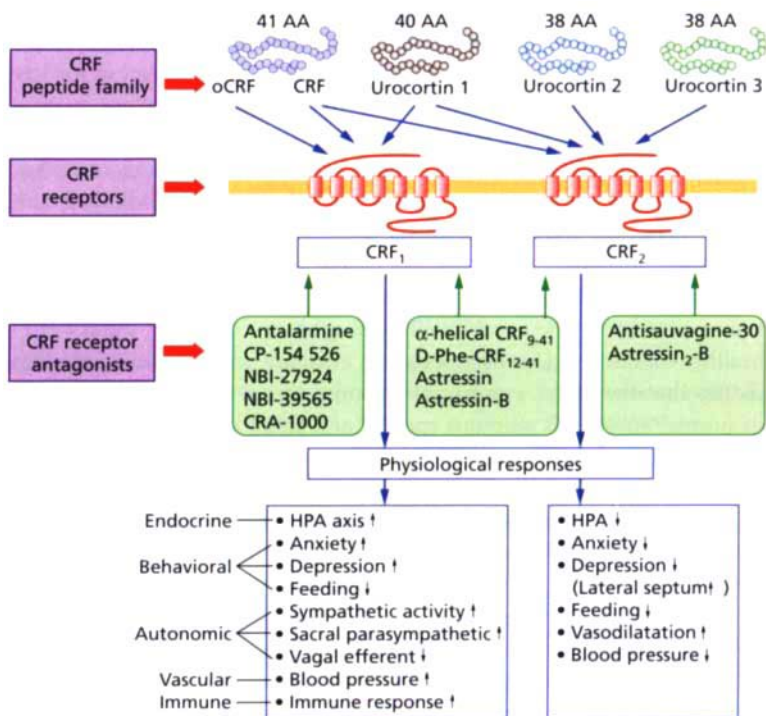 41 AA
40 AA
38 AA
38 AA
CRF
peptide family
oCRF
CRF
Urocortin 1
Urocortin 2
Urocortin 3
CRF
receptors
CRF₁
CRF₂
CRF receptor
antagonists
Antalarmine
CP-154 526
NBI-27924
NBI-39565
CRA-1000
α-helical CRF₉₋₄₁
D-Phe-CRF₁₂₋₄₁
Astressin
Astressin-B
Antisauvagine-30
Astressin₂-B
Physiological responses
Endocrine
Behavioral
Autonomic
Vascular
Immune
• HPA axis ↑
• Anxiety ↑
• Depression ↑
• Feeding ↓
• Sympathetic activity ↑
• Sacral parasympathetic ↑
• Vagal efferent ↓
• Blood pressure ↑
• Immune response ↑
• HPA ↓
• Anxiety ↓
• Depression ↓
(Lateral septum↑ )
• Feeding ↓
• Vasodilatation ↑
• Blood pressure ↓